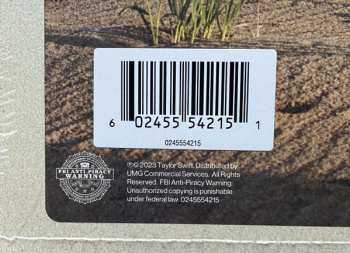 6 02455 54215 1
0245554215
FBI ANTI-PIRACY
WARNING
℗© 2023 Taylor Swift. Distributed by
UMG Commercial Services. All Rights
Reserved. FBI Anti-Piracy Warning:
Unauthorized copying is punishable
under federal law. 0245554215